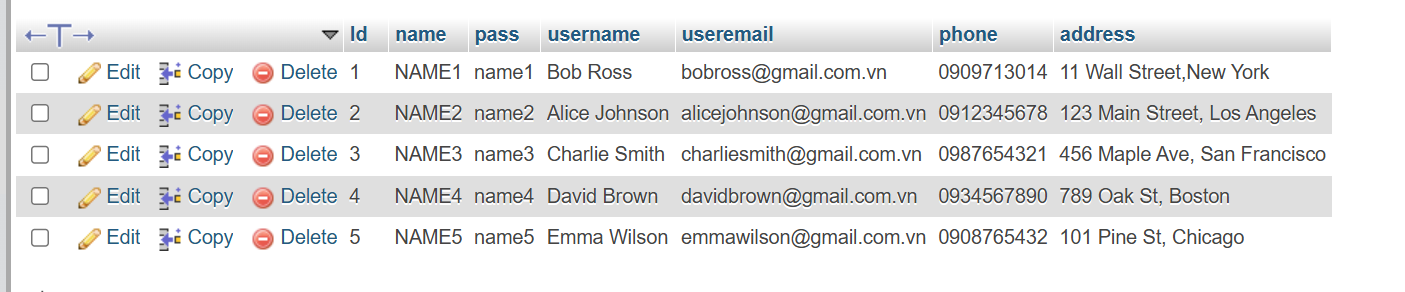 ←T→ Id name pass username useremail phone address
Edit Copy Delete 1 NAME1 name1 Bob Ross bobross@gmail.com.vn 0909713014 11 Wall Street,New York
Edit Copy Delete 2 NAME2 name2 Alice Johnson alicejohnson@gmail.com.vn 0912345678 123 Main Street, Los Angeles
Edit Copy Delete 3 NAME3 name3 Charlie Smith charliesmith@gmail.com.vn 0987654321 456 Maple Ave, San Francisco
Edit Copy Delete 4 NAME4 name4 David Brown davidbrown@gmail.com.vn 0934567890 789 Oak St, Boston
Edit Copy Delete 5 NAME5 name5 Emma Wilson emmawilson@gmail.com.vn 0908765432 101 Pine St, Chicago